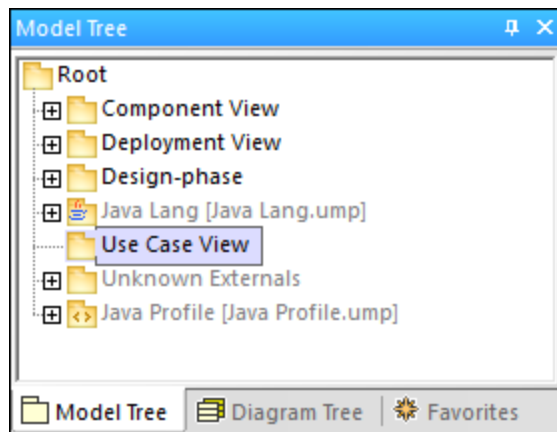 Model Tree
Root
Component View
Deployment View
Design-phase
Java Lang [Java Lang.ump]
Use Case View
Unknown Externals
Java Profile [Java Profile.ump]
Model Tree Diagram Tree Favorites